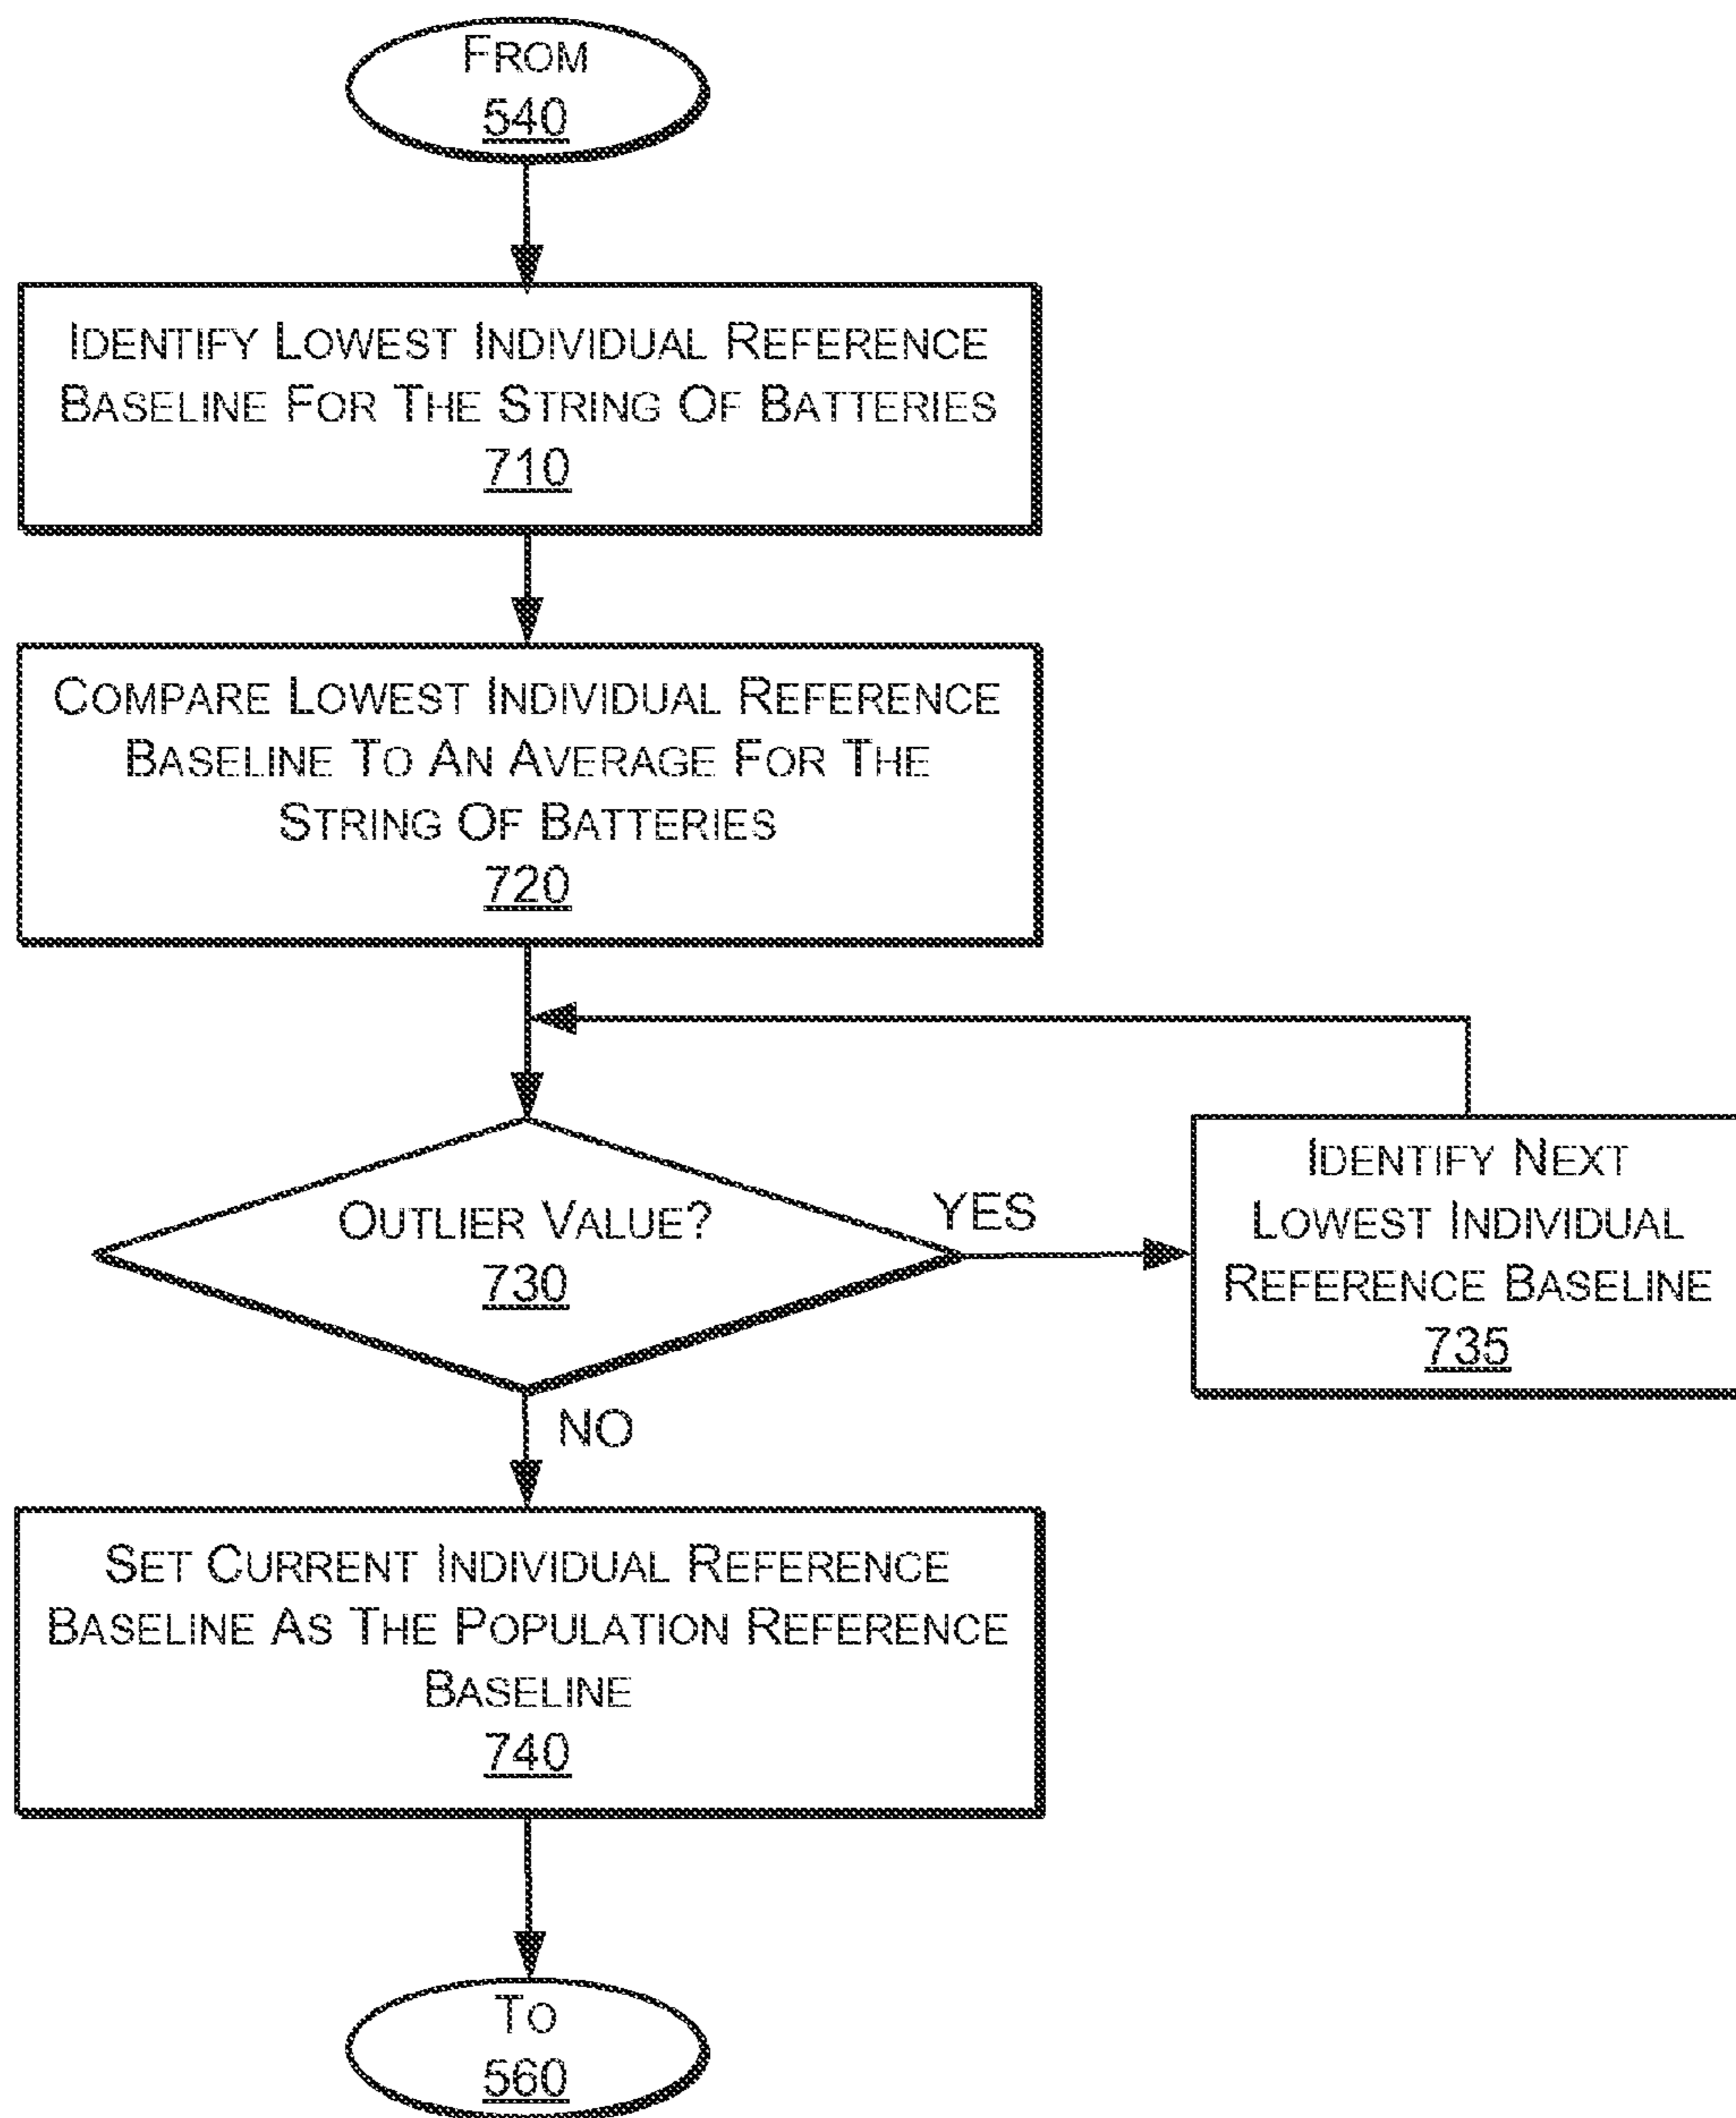 FROM
540
IDENTIFY LOWEST INDIVIDUAL REFERENCE
BASELINE FOR THE STRING OF BATTERIES
710
COMPARE LOWEST INDIVIDUAL REFERENCE
BASELINE TO AN AVERAGE FOR THE
STRING OF BATTERIES
720
OUTLIER VALUE?
730
YES
IDENTIFY NEXT
LOWEST INDIVIDUAL
REFERENCE BASELINE
735
NO
SET CURRENT INDIVIDUAL REFERENCE
BASELINE AS THE POPULATION REFERENCE
BASELINE
740
TO
560